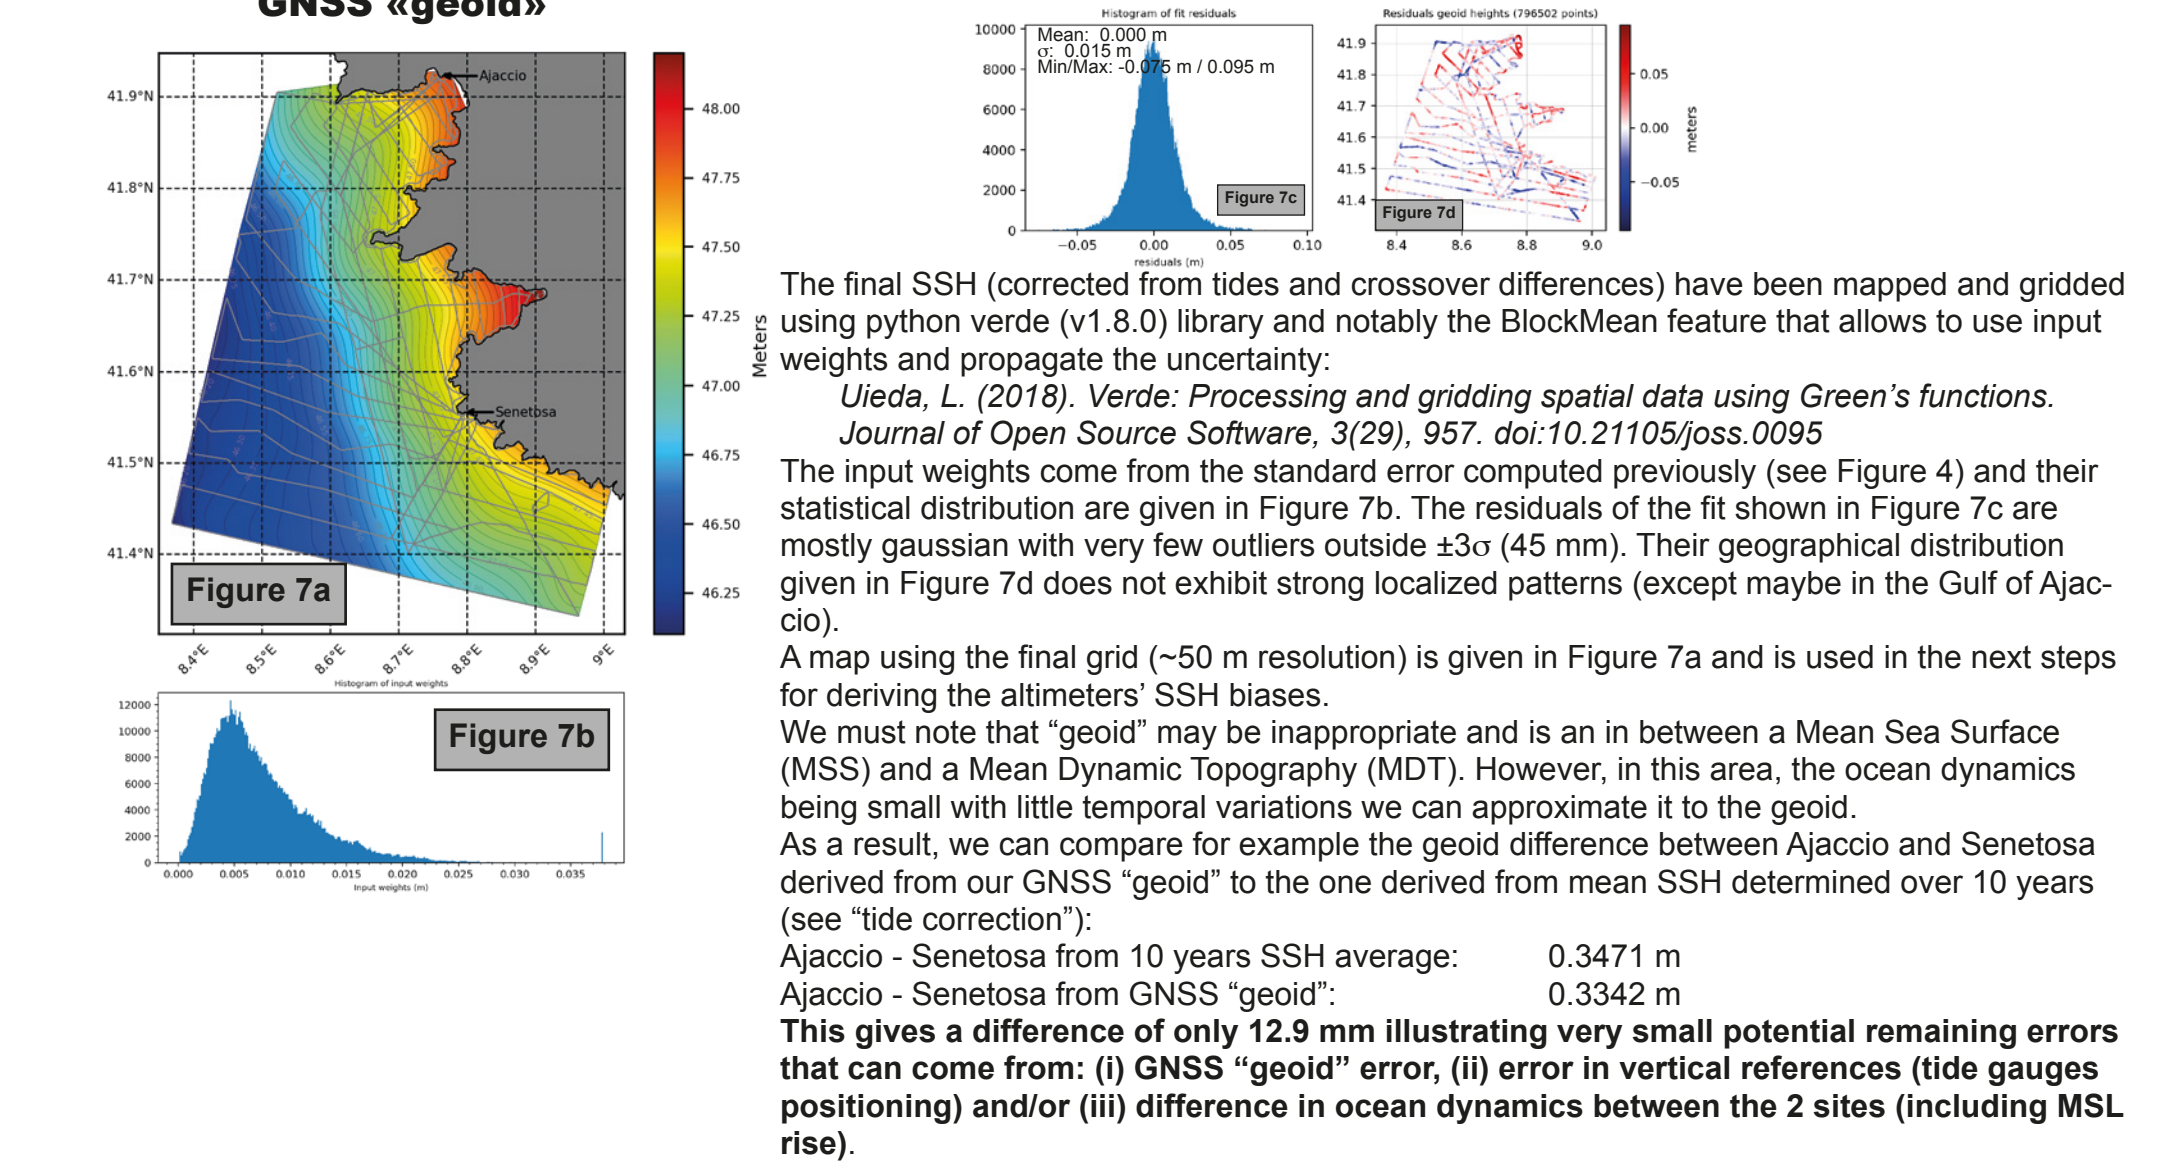 GNSS «geoid»
Ajaccio
Senetosa
41.9°N
41.8°N
41.7°N
41.6°N
41.5°N
41.4°N
8.4°E
8.5°E
8.6°E
8.7°E
8.8°E
8.9°E
9°E
48.00
47.75
47.50
47.25
47.00
46.75
46.50
46.25
Meters
Figure 7a
Histogram of input weights
12000
10000
8000
6000
4000
2000
0
0.000
0.005
0.010
0.015
0.020
0.025
0.030
0.035
Input weights (m)
Figure 7b
Histogram of fit residuals
Mean: 0.000 m
σ: 0.015 m
Min/Max: -0.075 m / 0.095 m
10000
8000
6000
4000
2000
0
−0.05
0.00
0.05
0.10
residuals (m)
Figure 7c
Residuals geoid heights (796502 points)
41.9
41.8
41.7
41.6
41.5
41.4
8.4
8.6
8.8
9.0
0.05
0.00
−0.05
meters
Figure 7d
The final SSH (corrected from tides and crossover differences) have been mapped and gridded
using python verde (v1.8.0) library and notably the BlockMean feature that allows to use input
weights and propagate the uncertainty:
Uieda, L. (2018). Verde: Processing and gridding spatial data using Green’s functions.
Journal of Open Source Software, 3(29), 957. doi:10.21105/joss.0095
The input weights come from the standard error computed previously (see Figure 4) and their
statistical distribution are given in Figure 7b. The residuals of the fit shown in Figure 7c are
mostly gaussian with very few outliers outside ±3σ (45 mm). Their geographical distribution
given in Figure 7d does not exhibit strong localized patterns (except maybe in the Gulf of Ajac-
cio).
A map using the final grid (~50 m resolution) is given in Figure 7a and is used in the next steps
for deriving the altimeters’ SSH biases.
We must note that “geoid” may be inappropriate and is an in between a Mean Sea Surface
(MSS) and a Mean Dynamic Topography (MDT). However, in this area, the ocean dynamics
being small with little temporal variations we can approximate it to the geoid.
As a result, we can compare for example the geoid difference between Ajaccio and Senetosa
derived from our GNSS “geoid” to the one derived from mean SSH determined over 10 years
(see “tide correction”):
Ajaccio - Senetosa from 10 years SSH average: 0.3471 m
Ajaccio - Senetosa from GNSS “geoid”: 0.3342 m
This gives a difference of only 12.9 mm illustrating very small potential remaining errors
that can come from: (i) GNSS “geoid” error, (ii) error in vertical references (tide gauges
positioning) and/or (iii) difference in ocean dynamics between the 2 sites (including MSL
rise).